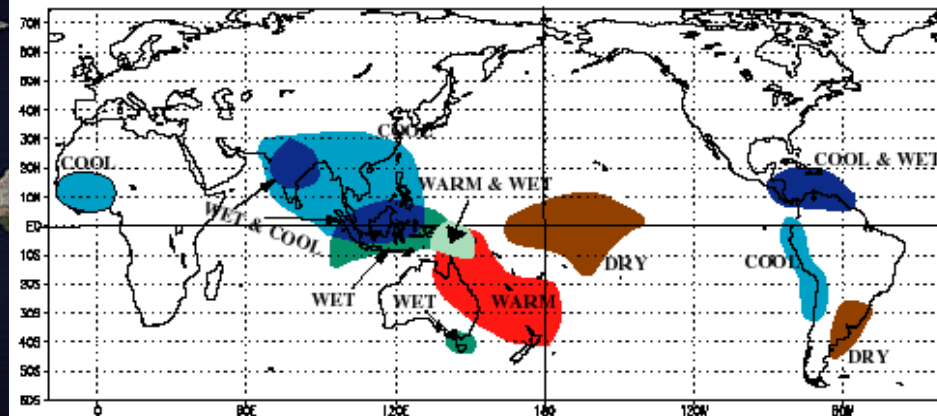 70N
60N
50N
40N
30N
20N
10N
EQ
10S
20S
30S
40S
50S
60S
COOL
COOL
COOL & WET
WARM & WET
WET & COOL
COOL
DRY
WET
WET
WARM
DRY
0
60E
120E
180
120W
60W